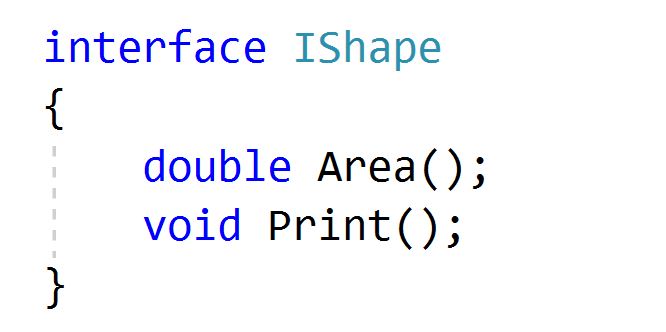 interface IShape
{
    double Area();
    void Print();
}